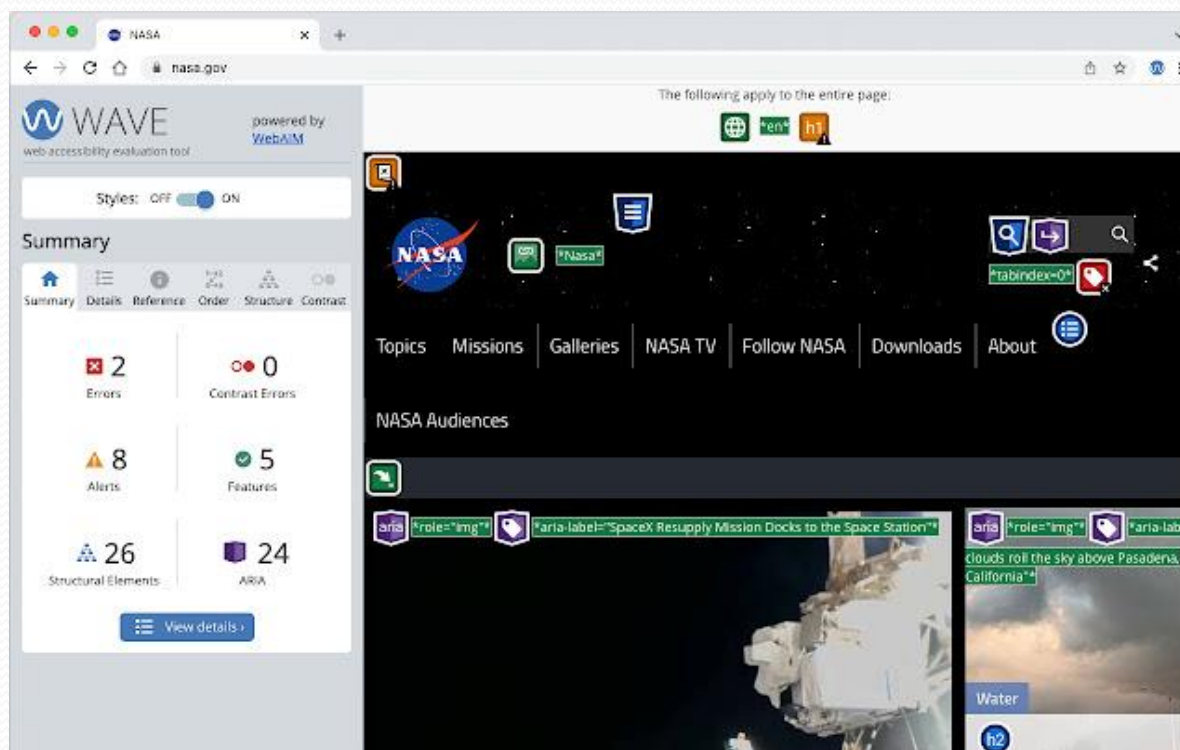 NASA
nasa.gov
WAVE
web accessibility evaluation tool
powered by
WebAIM
Styles: OFF ON
Summary
Summary Details Reference Order Structure Contrast
2
Errors
0
Contrast Errors
8
Alerts
5
Features
26
Structural Elements
24
ARIA
View details ›
The following apply to the entire page:
*en* h1
NASA
*Nasa*
*tabindex=0*
Topics Missions Galleries NASA TV Follow NASA Downloads About
NASA Audiences
aria *role="img"* *aria-label="SpaceX Resupply Mission Docks to the Space Station"*
aria *role="img"* *aria-lab
clouds roil the sky above Pasadena,
California"*
Water
h2